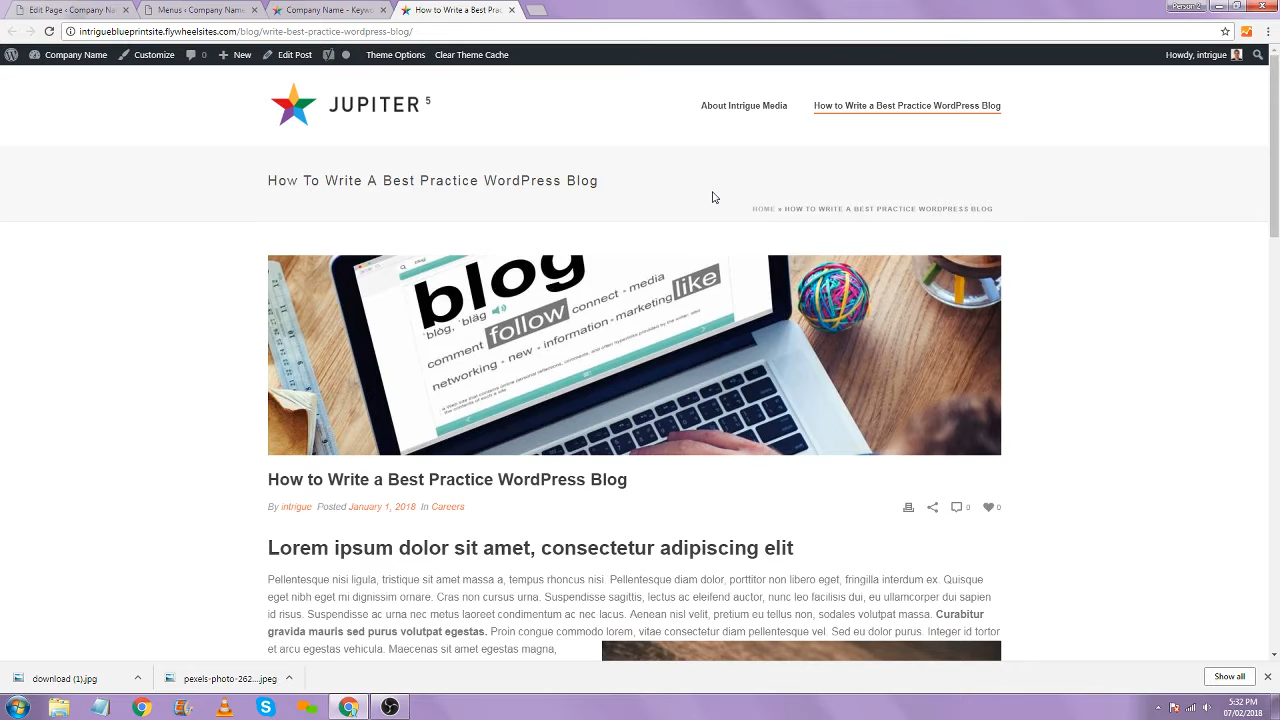 Edit Page ‹ Company N
Menus ‹ Company Name
Company Name - Keyw
How to Write a Best Pra
Person 2
intrigueblueprintsite.flywheelsites.com/blog/write-best-practice-wordpress-blog/
Company Name
Customize
0
New
Edit Post
Theme Options
Clear Theme Cache
Howdy, intrigue
JUPITER 5
About Intrigue Media
How to Write a Best Practice WordPress Blog
How To Write A Best Practice WordPress Blog
HOME » HOW TO WRITE A BEST PRACTICE WORDPRESS BLOG
blog
follow
connect - media
like
comment
information - marketing
networking - new
How to Write a Best Practice WordPress Blog
By intrigue Posted January 1, 2018 In Careers
0
0
Lorem ipsum dolor sit amet, consectetur adipiscing elit
Pellentesque nisi ligula, tristique sit amet massa a, tempus rhoncus nisi. Pellentesque diam dolor, porttitor non libero eget, fringilla interdum ex. Quisque
eget nibh eget mi dignissim ornare. Cras non cursus urna. Suspendisse sagittis, lectus ac eleifend auctor, nunc leo facilisis dui, eu ullamcorper dui sapien
id risus. Suspendisse ac urna nec metus laoreet condimentum ac nec lacus. Aenean nisl velit, pretium eu tellus non, sodales volutpat massa. Curabitur
gravida mauris sed purus volutpat egestas. Proin congue commodo lorem, vitae consectetur diam pellentesque vel. Sed eu dolor purus. Integer id tortor
et arcu egestas vehicula. Maecenas sit amet egestas magna,
download (1).jpg
pexels-photo-262....jpeg
Show all
5:32 PM
07/02/2018